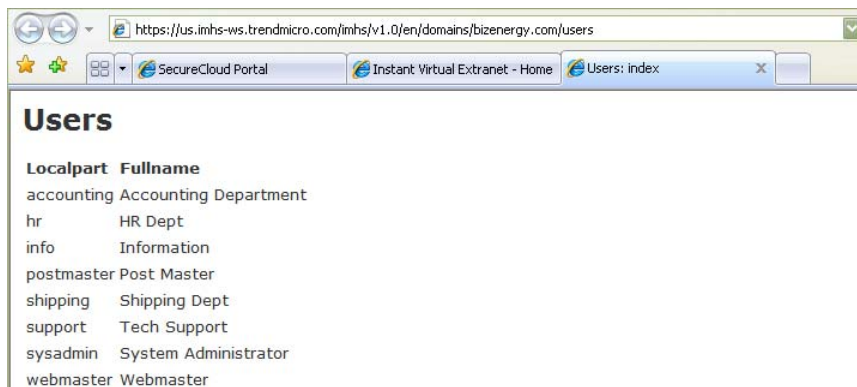 https://us.imhs-ws.trendmicro.com/imhs/v1.0/en/domains/bizenergy.com/users
SecureCloud Portal Instant Virtual Extranet - Home Users: index X
Users
Localpart Fullname
accounting Accounting Department
hr HR Dept
info Information
postmaster Post Master
shipping Shipping Dept
support Tech Support
sysadmin System Administrator
webmaster Webmaster